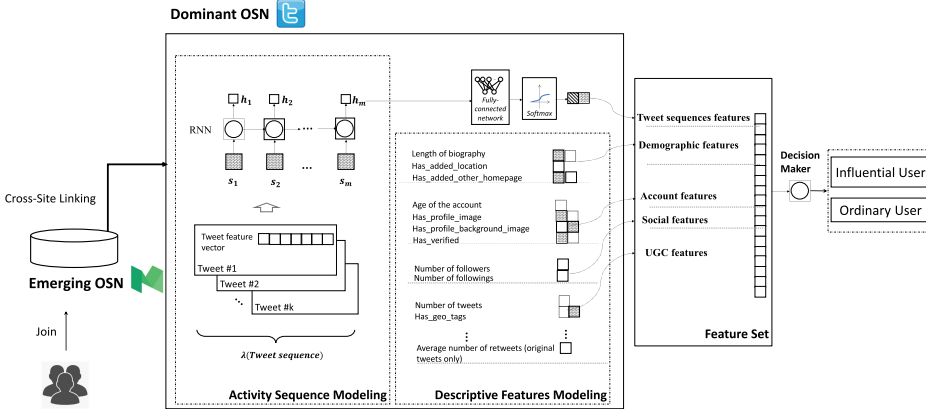 Dominant OSN
RNN
h₁
h₂
hₘ
...
s₁
s₂
...
sₘ
Tweet feature
vector
Tweet #1
Tweet #2
Tweet #k
λ(Tweet sequence)
Activity Sequence Modeling
Cross-Site Linking
Emerging OSN
Join
Fully-
connected
network
Softmax
Length of biography
Has_added_location
Has_added_other_homepage
Age of the account
Has_profile_image
Has_profile_background_image
Has_verified
Number of followers
Number of followings
Number of tweets
Has_geo_tags
Average number of retweets (original
tweets only)
Descriptive Features Modeling
Tweet sequences features
Demographic features
Account features
Social features
UGC features
Feature Set
Decision
Maker
Influential User
Ordinary User